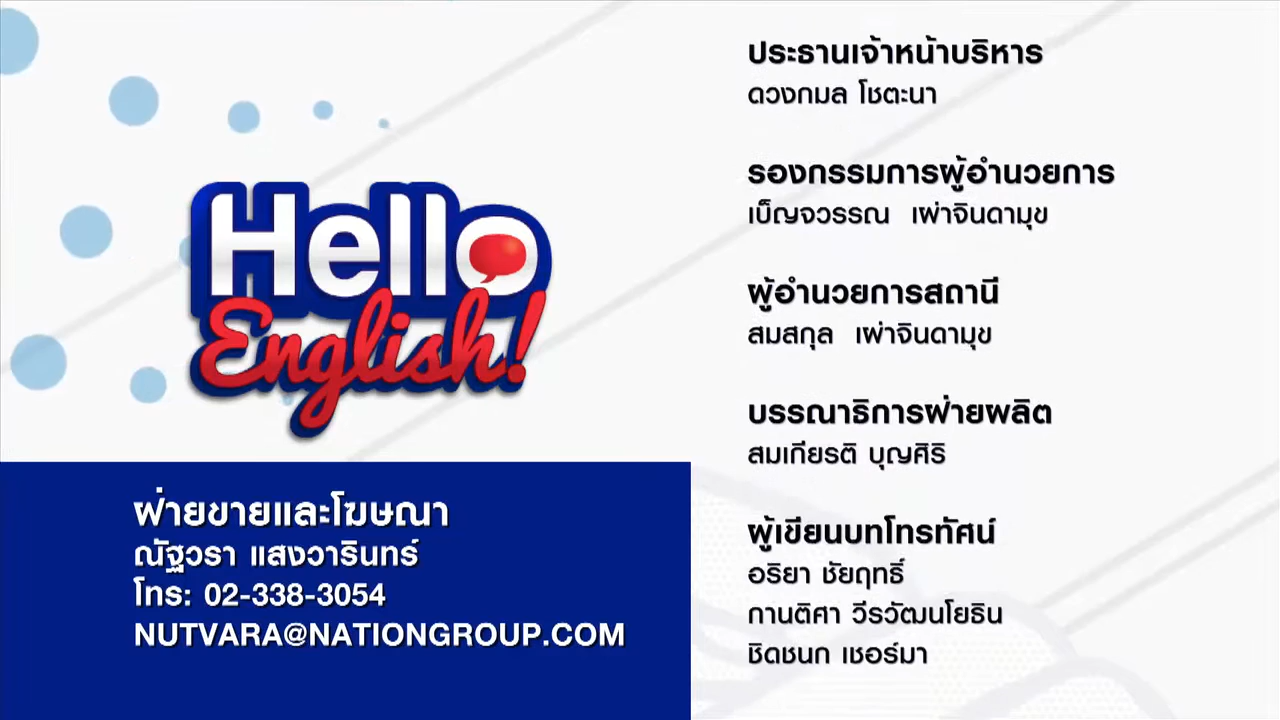 Hello
English!
ฝ่ายขายและโฆษณา
ณัฐวรา แสงวารินทร์
โทร: 02-338-3054
NUTVARA@NATIONGROUP.COM
ประธานเจ้าหน้าบริหาร
ดวงกมล โชตะนา
รองกรรมการผู้อำนวยการ
เบ็ญจวรรณ เผ่าจินดามุข
ผู้อำนวยการสถานี
สมสกุล เผ่าจินดามุข
บรรณาธิการฝ่ายผลิต
สมเกียรติ บุญศิริ
ผู้เขียนบทโทรทัศน์
อริยา ชัยฤทธิ์
กานติศา วีรวัฒนโยธิน
ชิดชนก เชอร์มา